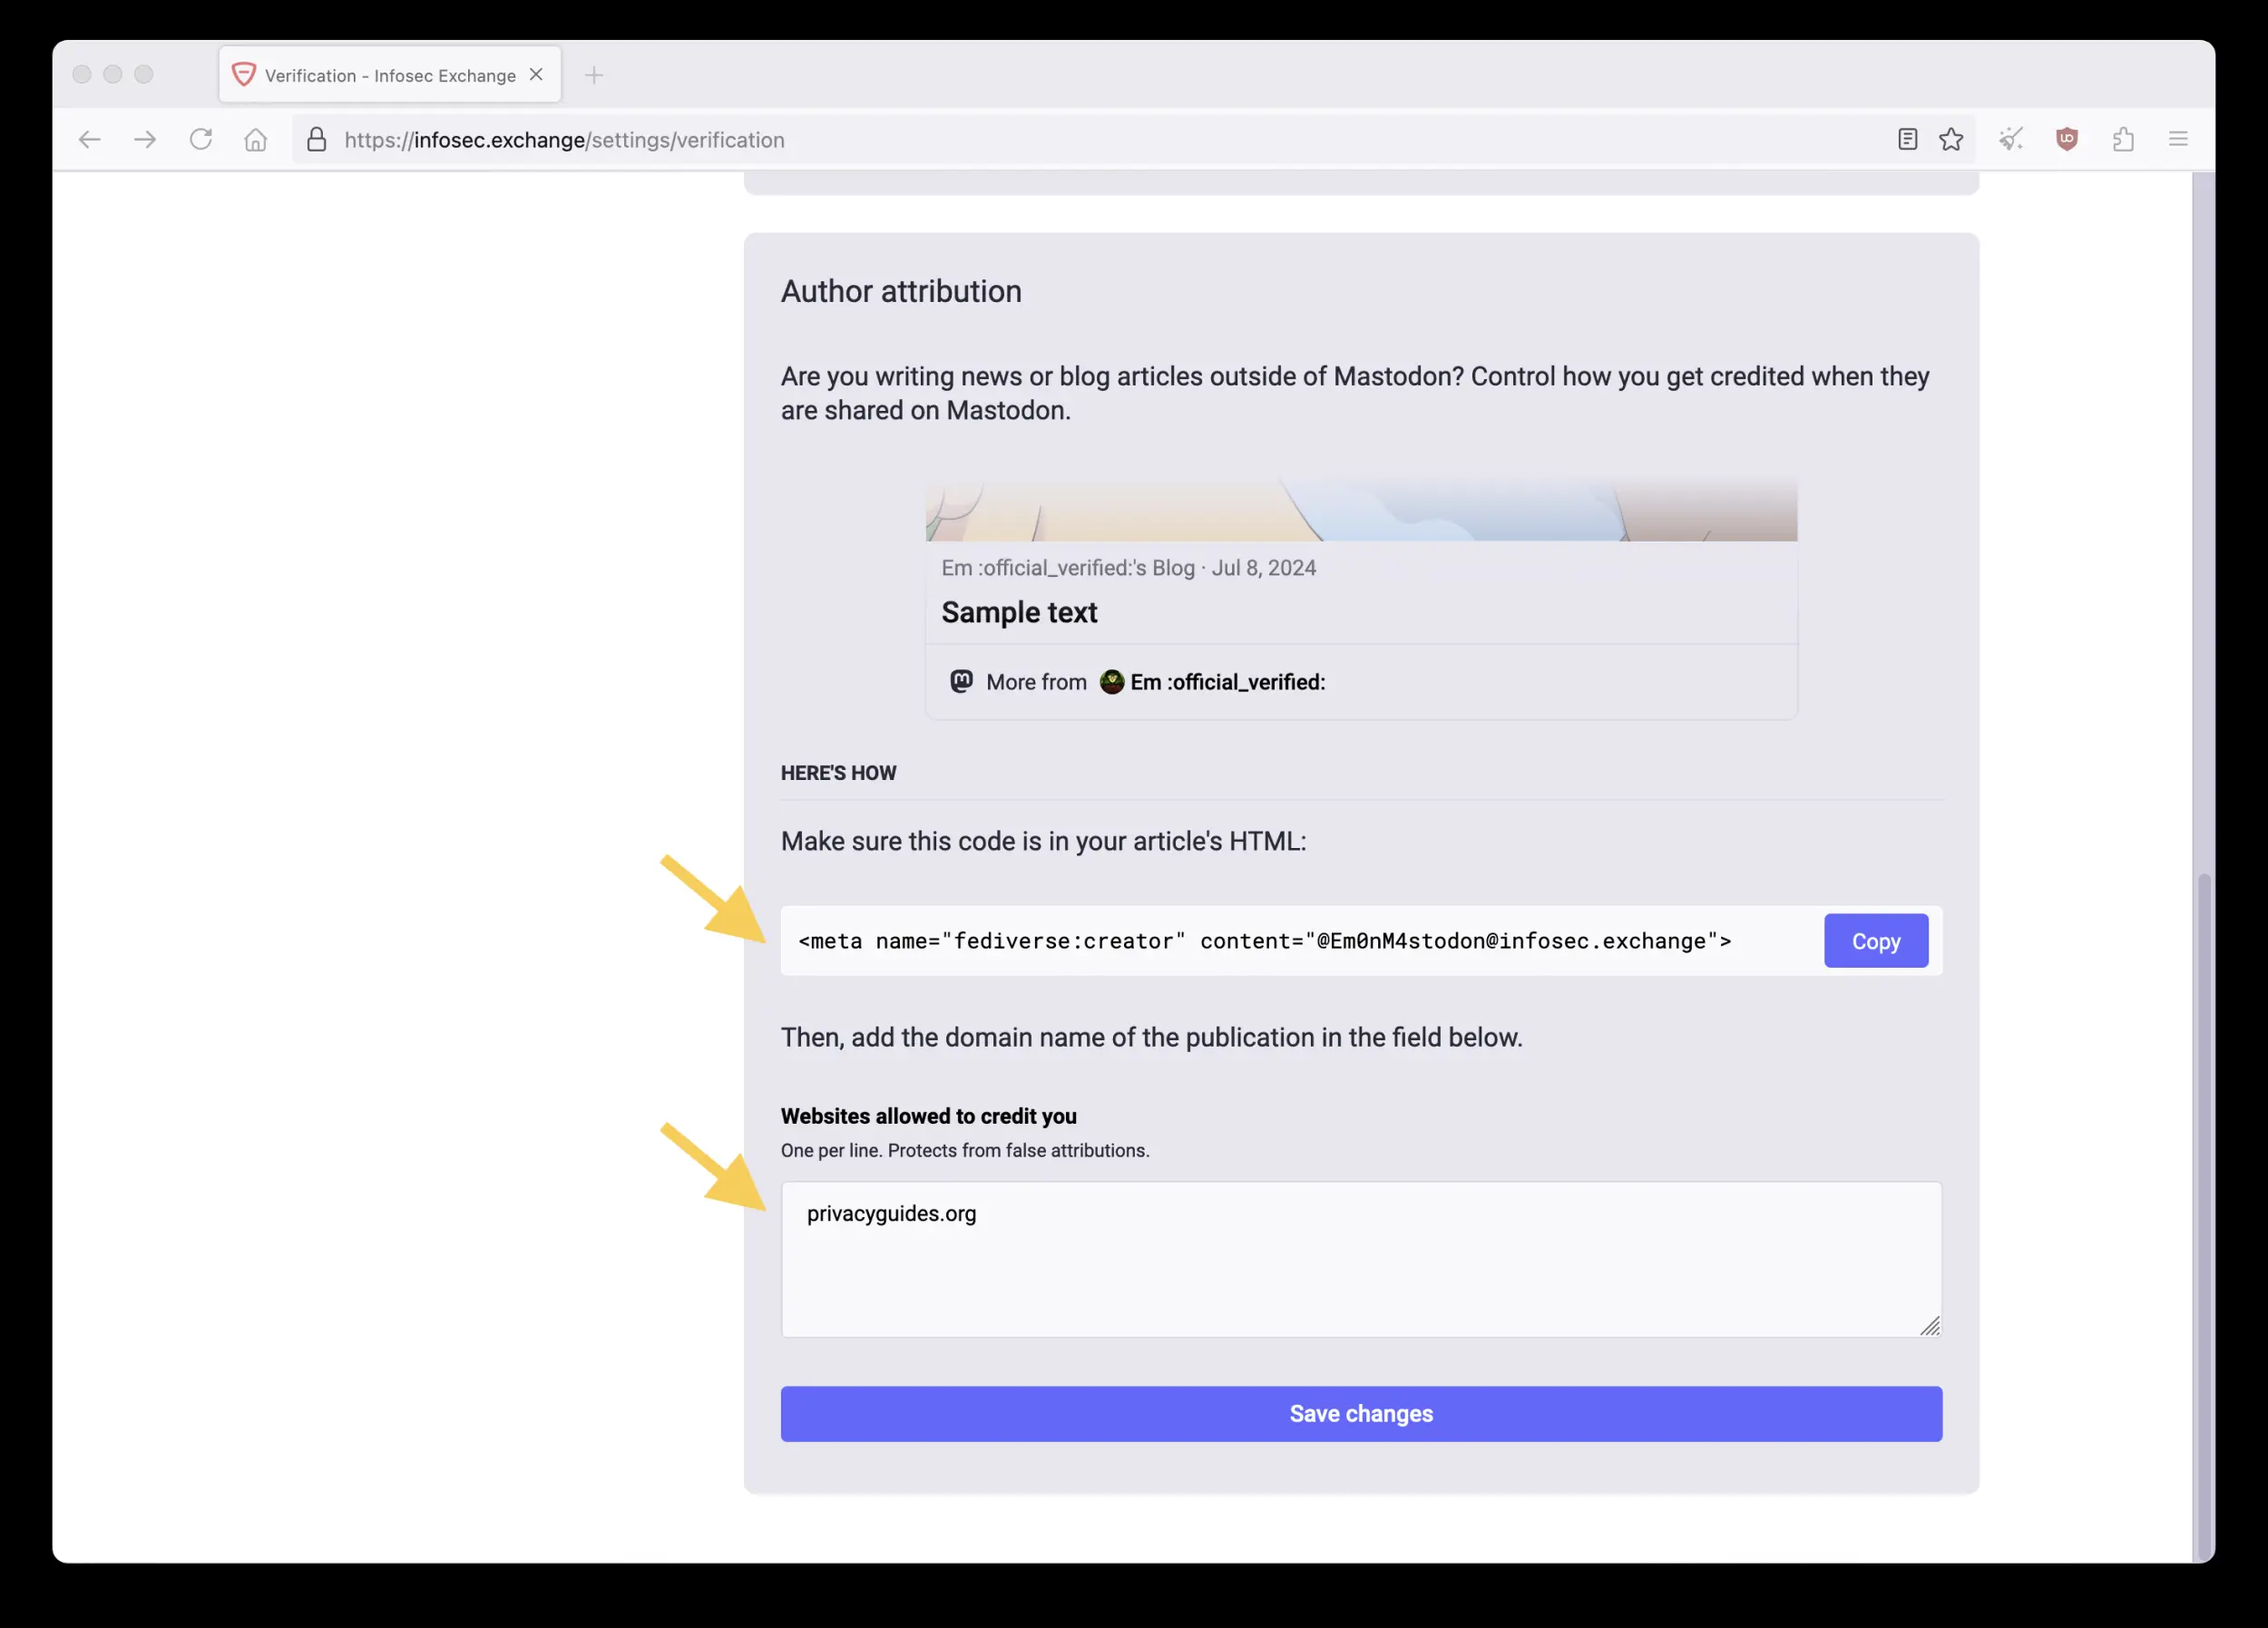 Verification - Infosec Exchange
https://infosec.exchange/settings/verification
Author attribution
Are you writing news or blog articles outside of Mastodon? Control how you get credited when they
are shared on Mastodon.
Em :official_verified:'s Blog · Jul 8, 2024
Sample text
More from Em :official_verified:
HERE'S HOW
Make sure this code is in your article's HTML:
<meta name="fediverse:creator" content="@Em0nM4stodon@infosec.exchange">
Copy
Then, add the domain name of the publication in the field below.
Websites allowed to credit you
One per line. Protects from false attributions.
privacyguides.org
Save changes